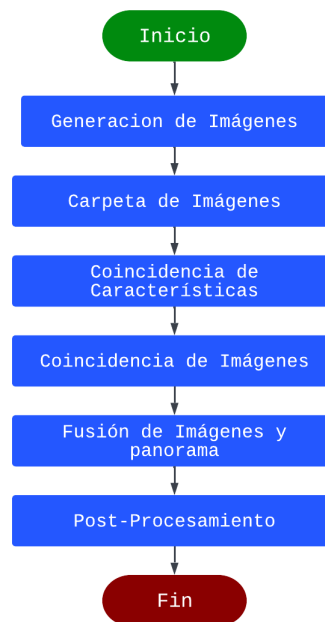 Inicio
Generacion de Imágenes
Carpeta de Imágenes
Coincidencia de
Características
Coincidencia de Imágenes
Fusión de Imágenes y
panorama
Post-Procesamiento
Fin